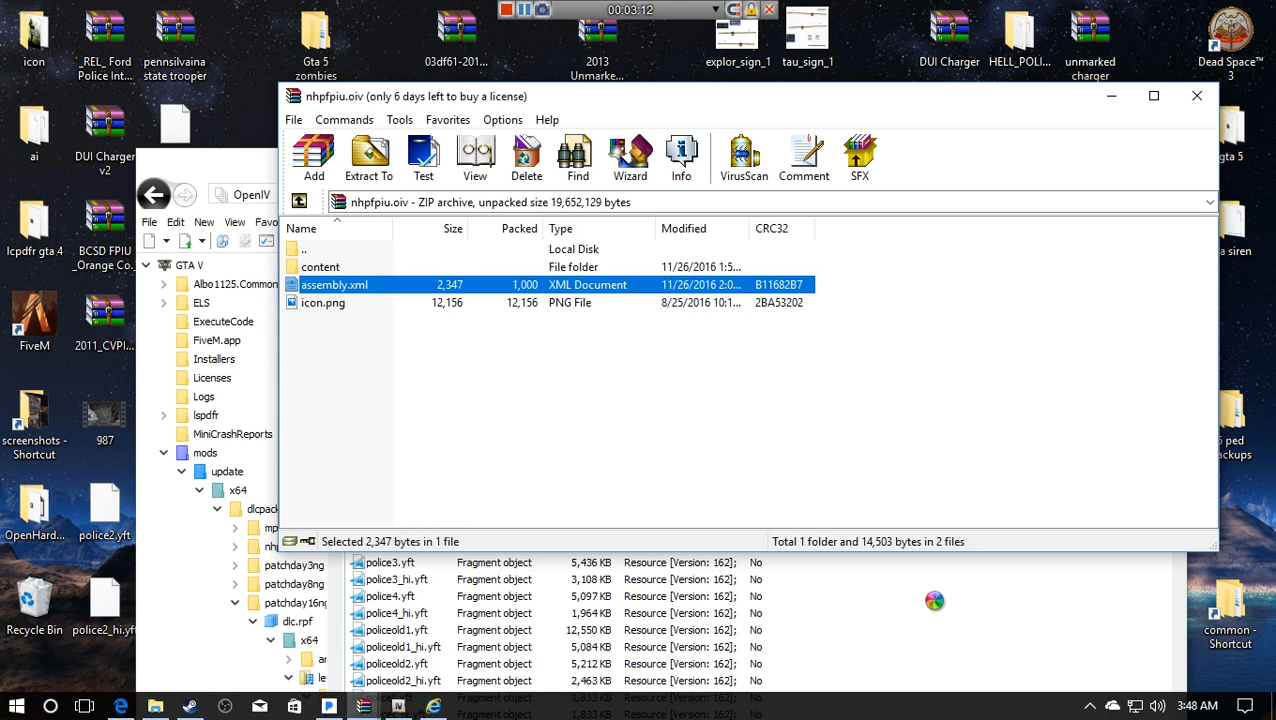 00:03.12
icon
_REL_Ford
Police Int...
pennsilvaina
state trooper
Gta 5
zombies
03df61-201...
2013
Unmarke...
explor_sign_1
tau_sign_1
DUI Charger
HELL_POLI...
unmarked
charger
Dead Space™
3
nhpfpiu.oiv (only 6 days left to buy a license)
File Commands Tools Favorites Options Help
Add Extract To Test View Delete Find Wizard Info VirusScan Comment SFX
nhpfpiu.oiv - ZIP archive, unpacked size 19,652,129 bytes
Name Size Packed Type Modified CRC32
.. Local Disk
content File folder 11/26/2016 1:5...
assembly.xml 2,347 1,000 XML Document 11/26/2016 2:0... B11682B7
icon.png 12,156 12,156 PNG File 8/25/2016 10:1... 2BA53202
Selected 2,347 bytes in 1 file
Total 1 folder and 14,503 bytes in 2 files
ai
DUI Charger
v2
lcpdfr gta 4
BCSD FPIU
_Orange Co...
FiveM
2011_CVPI...
screenshots -
Shortcut
987
OpenHard...
police2.yft
Recycle Bin
police2_hi.yft
gta 5
ta siren
ped
ackups
common -
Shortcut
OpenIV
File Edit New View Favo
GTA V
Albo1125.Common
ELS
ExecuteCode
FiveM.app
Installers
Licenses
Logs
lspdfr
MiniCrashReports
mods
update
x64
dlcpack
mp
nh
patchday3ng
patchday8ng
patchday16ng
dlc.rpf
x64
le
police3.yft Fragment object 5,436 KB Resource [Version: 162]; No
police3_hi.yft Fragment object 3,108 KB Resource [Version: 162]; No
police4.yft Fragment object 5,097 KB Resource [Version: 162]; No
police4_hi.yft Fragment object 1,964 KB Resource [Version: 162]; No
policeold1.yft Fragment object 12,550 KB Resource [Version: 162]; No
policeold1_hi.yft Fragment object 5,084 KB Resource [Version: 162]; No
policeold2.yft Fragment object 5,212 KB Resource [Version: 162]; No
policeold2_hi.yft Fragment object 2,463 KB Resource [Version: 162]; No
3:48 AM